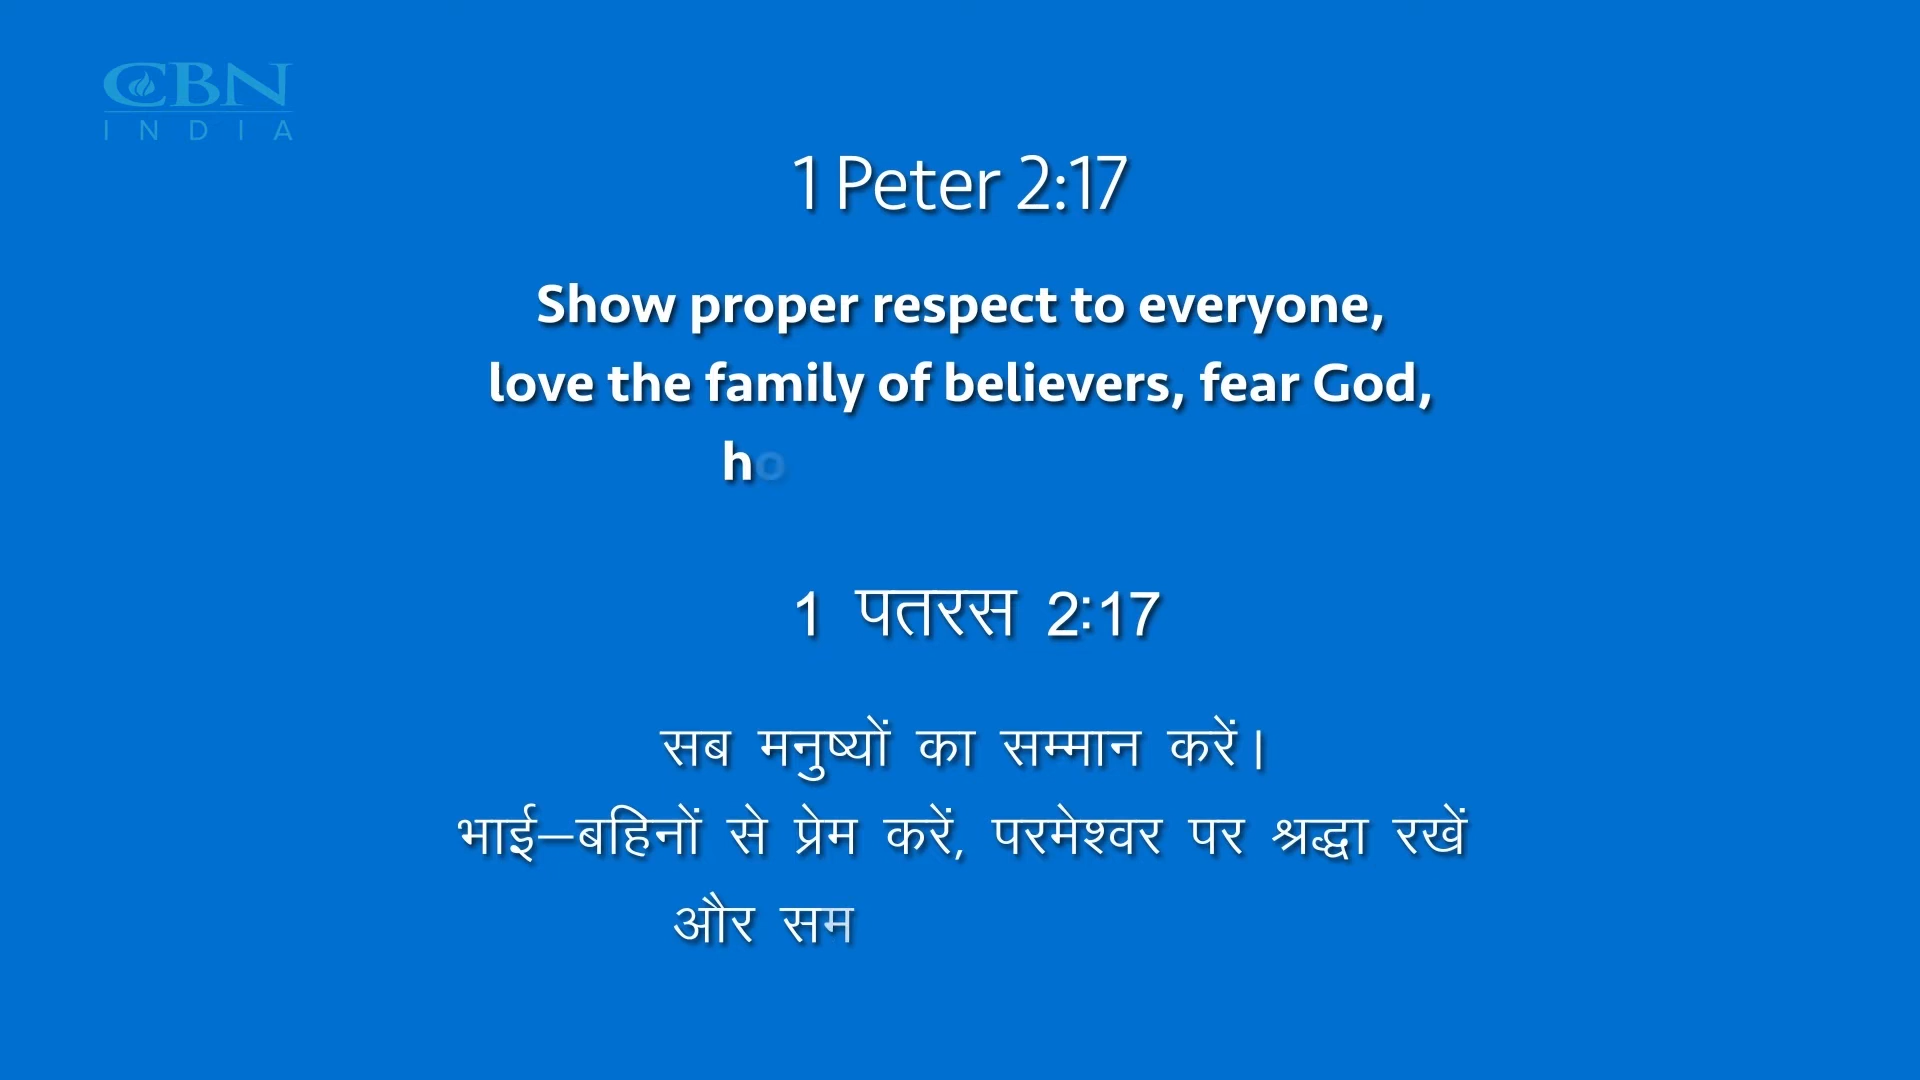 CBN
INDIA
1 Peter 2:17
Show proper respect to everyone,
love the family of believers, fear God,
ho
1 पतरस 2:17
सब मनुष्यों का सम्मान करें।
भाई–बहिनों से प्रेम करें, परमेश्वर पर श्रद्धा रखें
और सम